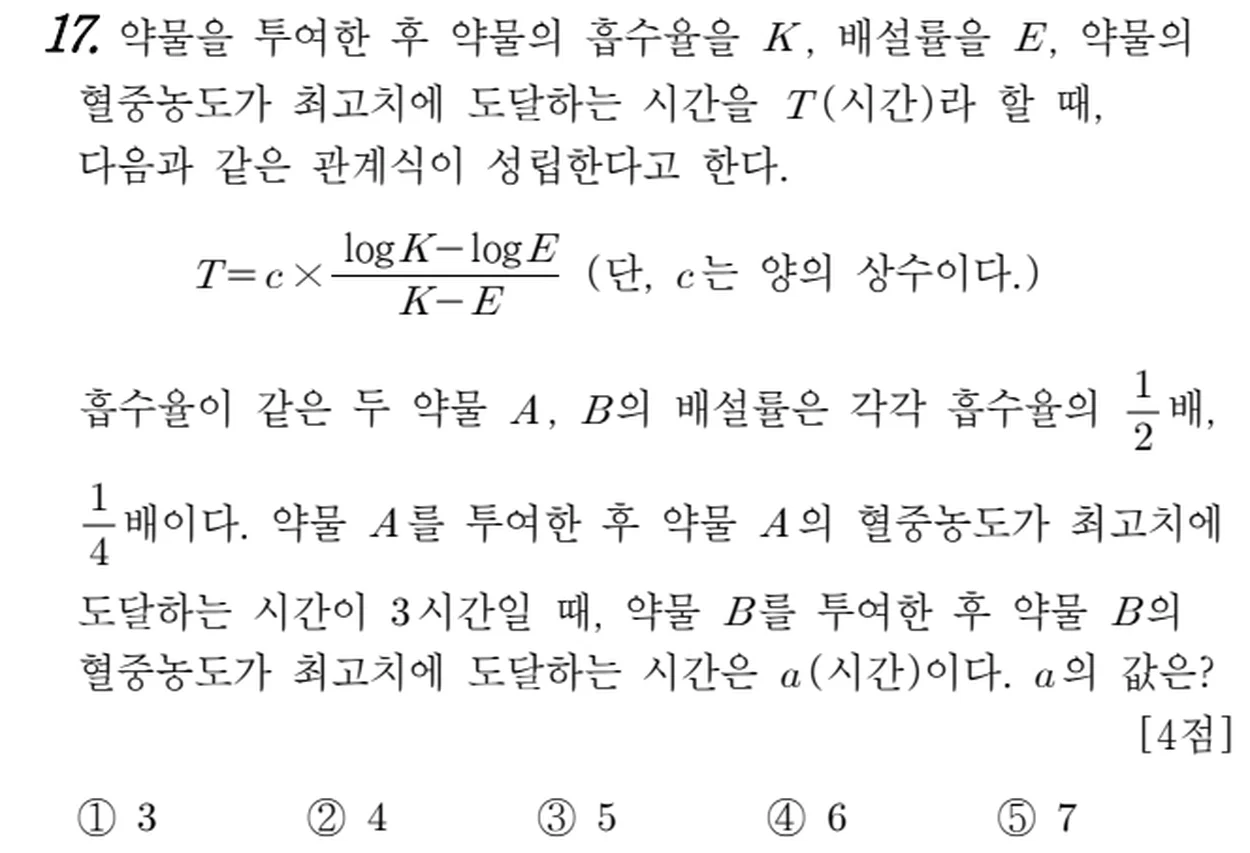 17. 약물을 투여한 후 약물의 흡수율을 K, 배설률을 E, 약물의
혈중농도가 최고치에 도달하는 시간을 T(시간)라 할 때,
다음과 같은 관계식이 성립한다고 한다.
T=c×\frac{logK-logE}{K-E} (단, c는 양의 상수이다.)
흡수율이 같은 두 약물 A, B의 배설률은 각각 흡수율의 \frac{1}{2}배,
\frac{1}{4}배이다. 약물 A를 투여한 후 약물 A의 혈중농도가 최고치에
도달하는 시간이 3시간일 때, 약물 B를 투여한 후 약물 B의
혈중농도가 최고치에 도달하는 시간은 a(시간)이다. a의 값은?
[4점]
① 3 ② 4 ③ 5 ④ 6 ⑤ 7